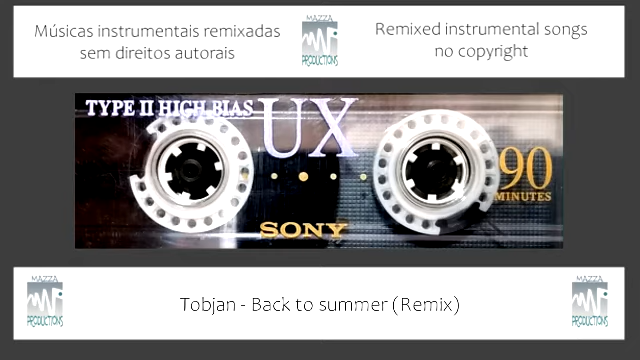 Músicas instrumentais remixadas
sem direitos autorais
MAZZA
PRODUCTIONS
Remixed instrumental songs
no copyright
TYPE II HIGH BIAS
UX
90
MINUTES
SONY
MAZZA
PRODUCTIONS
Tobjan - Back to summer (Remix)
MAZZA
PRODUCTIONS